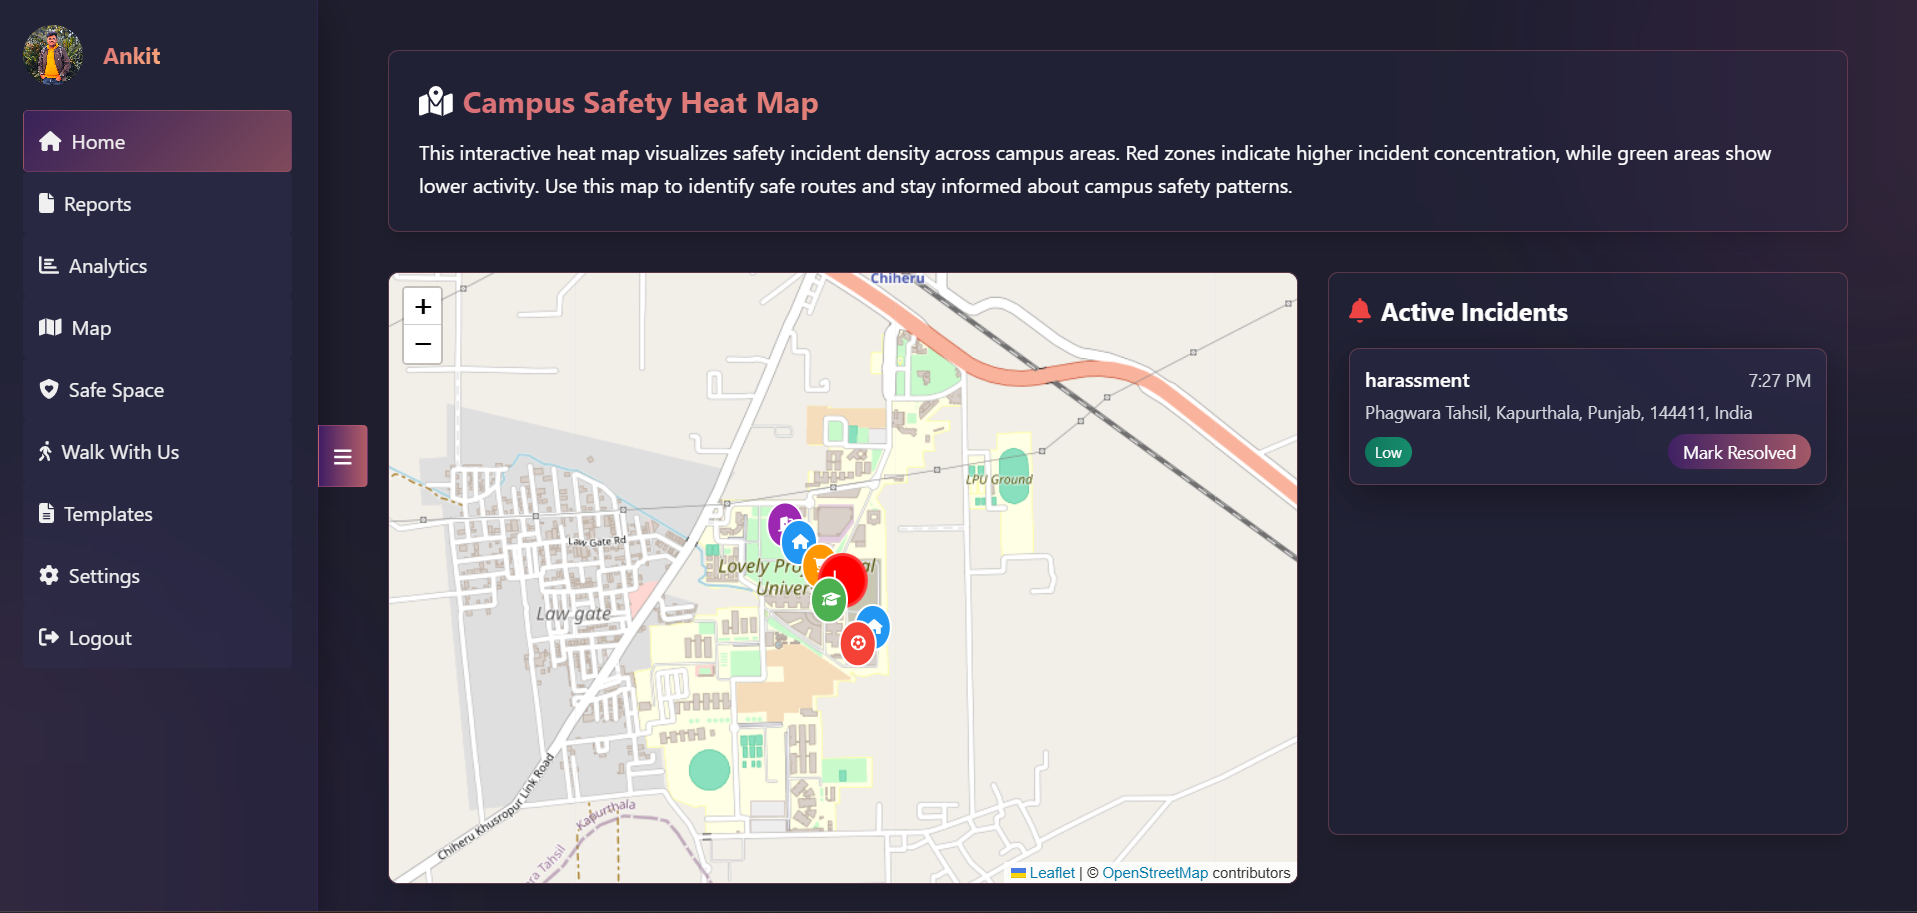 Ankit
Home
Reports
Analytics
Map
Safe Space
Walk With Us
Templates
Settings
Logout
Campus Safety Heat Map
This interactive heat map visualizes safety incident density across campus areas. Red zones indicate higher incident concentration, while green areas show
lower activity. Use this map to identify safe routes and stay informed about campus safety patterns.
+
−
Chiheru
LPU Ground
Law Gate Rd
Lovely
Law gate
Chiheru Khusropur Link Road
Kapurthala
Tahsil
Leaflet | © OpenStreetMap contributors
Active Incidents
harassment
7:27 PM
Phagwara Tahsil, Kapurthala, Punjab, 144411, India
Low
Mark Resolved